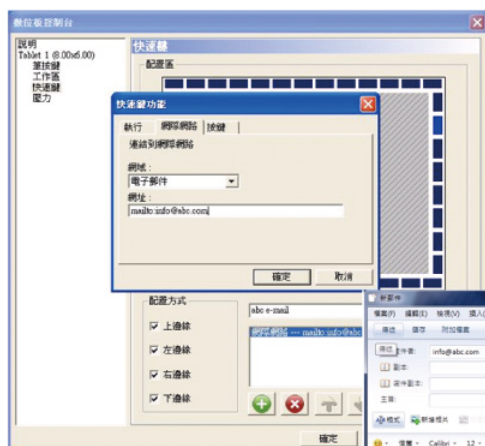 數位板控制台
說明
Tablet 1 (8.00x6.00)
筆按鍵
工作區
快速鍵
壓力
快速鍵
配置區
快速鍵功能
執行
網際網路
按鍵
連結到網際網路
網域:
電子郵件
網址:
mailto:info@abc.com
確定
取消
配置方式
上邊緣
左邊緣
右邊緣
下邊緣
abc e-mail
網際網路 --- mailto:info@abc
確定
新郵件
檔案(F)
編輯(E)
檢視(V)
插入(
傳送
儲存
附加檔案
傳送
件者:
info@abc.com
副本:
密件副本:
主旨:
格式
新增相片
信箋
Calibri
12